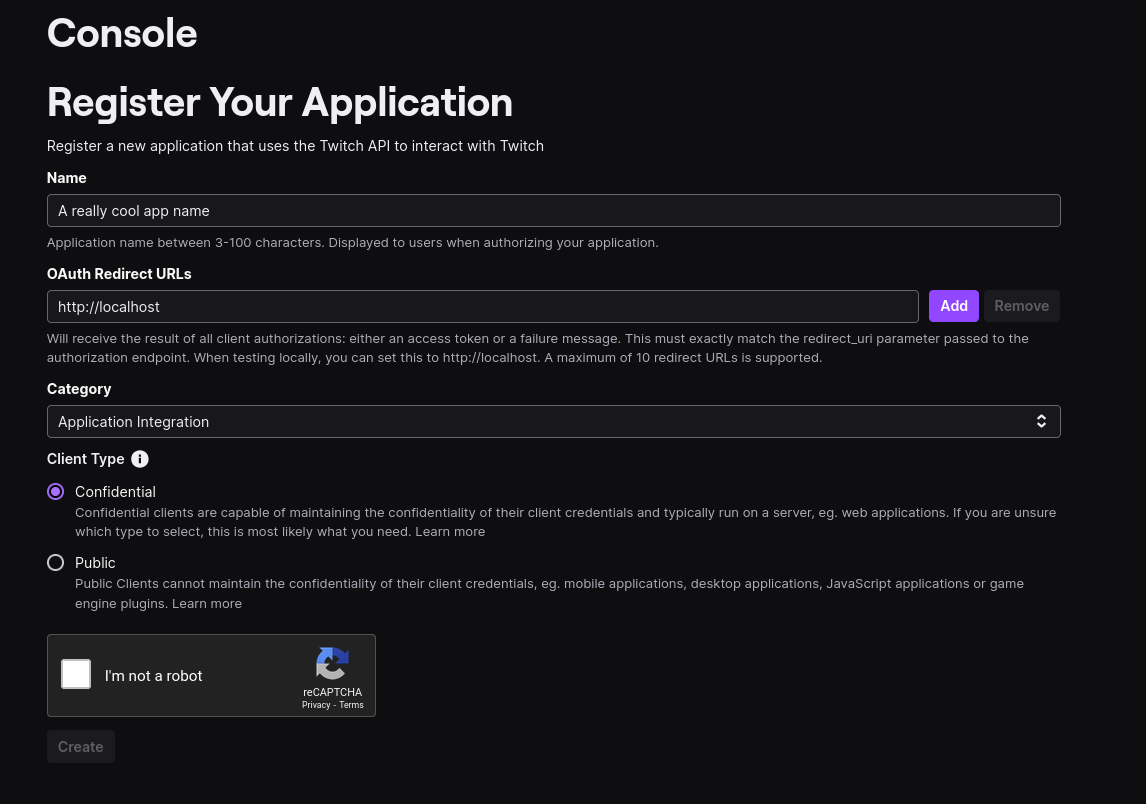 Console
Register Your Application
Register a new application that uses the Twitch API to interact with Twitch
Name
A really cool app name
Application name between 3-100 characters. Displayed to users when authorizing your application.
OAuth Redirect URLs
http://localhost
Add
Remove
Will receive the result of all client authorizations: either an access token or a failure message. This must exactly match the redirect_uri parameter passed to the
authorization endpoint. When testing locally, you can set this to http://localhost. A maximum of 10 redirect URLs is supported.
Category
Application Integration
Client Type
Confidential
Confidential clients are capable of maintaining the confidentiality of their client credentials and typically run on a server, eg. web applications. If you are unsure
which type to select, this is most likely what you need. Learn more
Public
Public Clients cannot maintain the confidentiality of their client credentials, eg. mobile applications, desktop applications, JavaScript applications or game
engine plugins. Learn more
I'm not a robot
reCAPTCHA
Privacy - Terms
Create